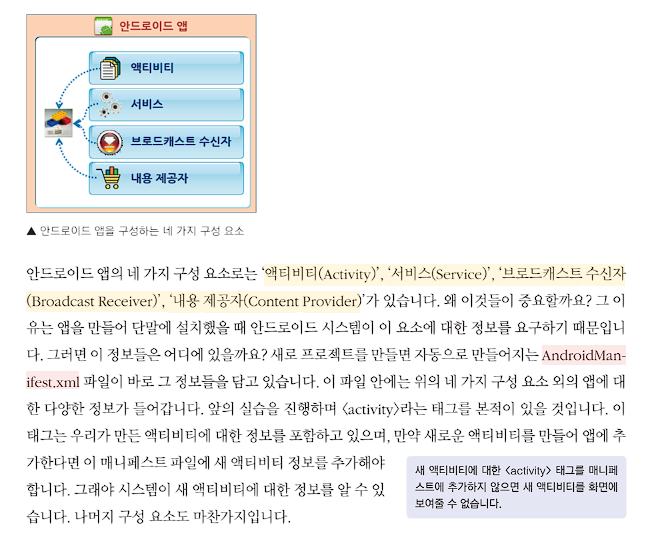 안드로이드 앱
액티비티
서비스
브로드캐스트 수신자
내용 제공자
▲ 안드로이드 앱을 구성하는 네 가지 구성 요소
안드로이드 앱의 네 가지 구성 요소로는 ‘액티비티(Activity)’, ‘서비스(Service)’, ‘브로드캐스트 수신자
(Broadcast Receiver)’, ‘내용 제공자(Content Provider)’가 있습니다. 왜 이것들이 중요할까요? 그 이
유는 앱을 만들어 단말에 설치했을 때 안드로이드 시스템이 이 요소에 대한 정보를 요구하기 때문입니
다. 그러면 이 정보들은 어디에 있을까요? 새로 프로젝트를 만들면 자동으로 만들어지는 AndroidMan-
ifest.xml 파일이 바로 그 정보들을 담고 있습니다. 이 파일 안에는 위의 네 가지 구성 요소 외의 앱에 대
한 다양한 정보가 들어갑니다. 앞의 실습을 진행하며 〈activity〉라는 태그를 본적이 있을 것입니다. 이
태그는 우리가 만든 액티비티에 대한 정보를 포함하고 있으며, 만약 새로운 액티비티를 만들어 앱에 추
가한다면 이 매니페스트 파일에 새 액티비티 정보를 추가해야
합니다. 그래야 시스템이 새 액티비티에 대한 정보를 알 수 있
습니다. 나머지 구성 요소도 마찬가지입니다.
새 액티비티에 대한 〈activity〉 태그를 매니페
스트에 추가하지 않으면 새 액티비티를 화면에
보여줄 수 없습니다.